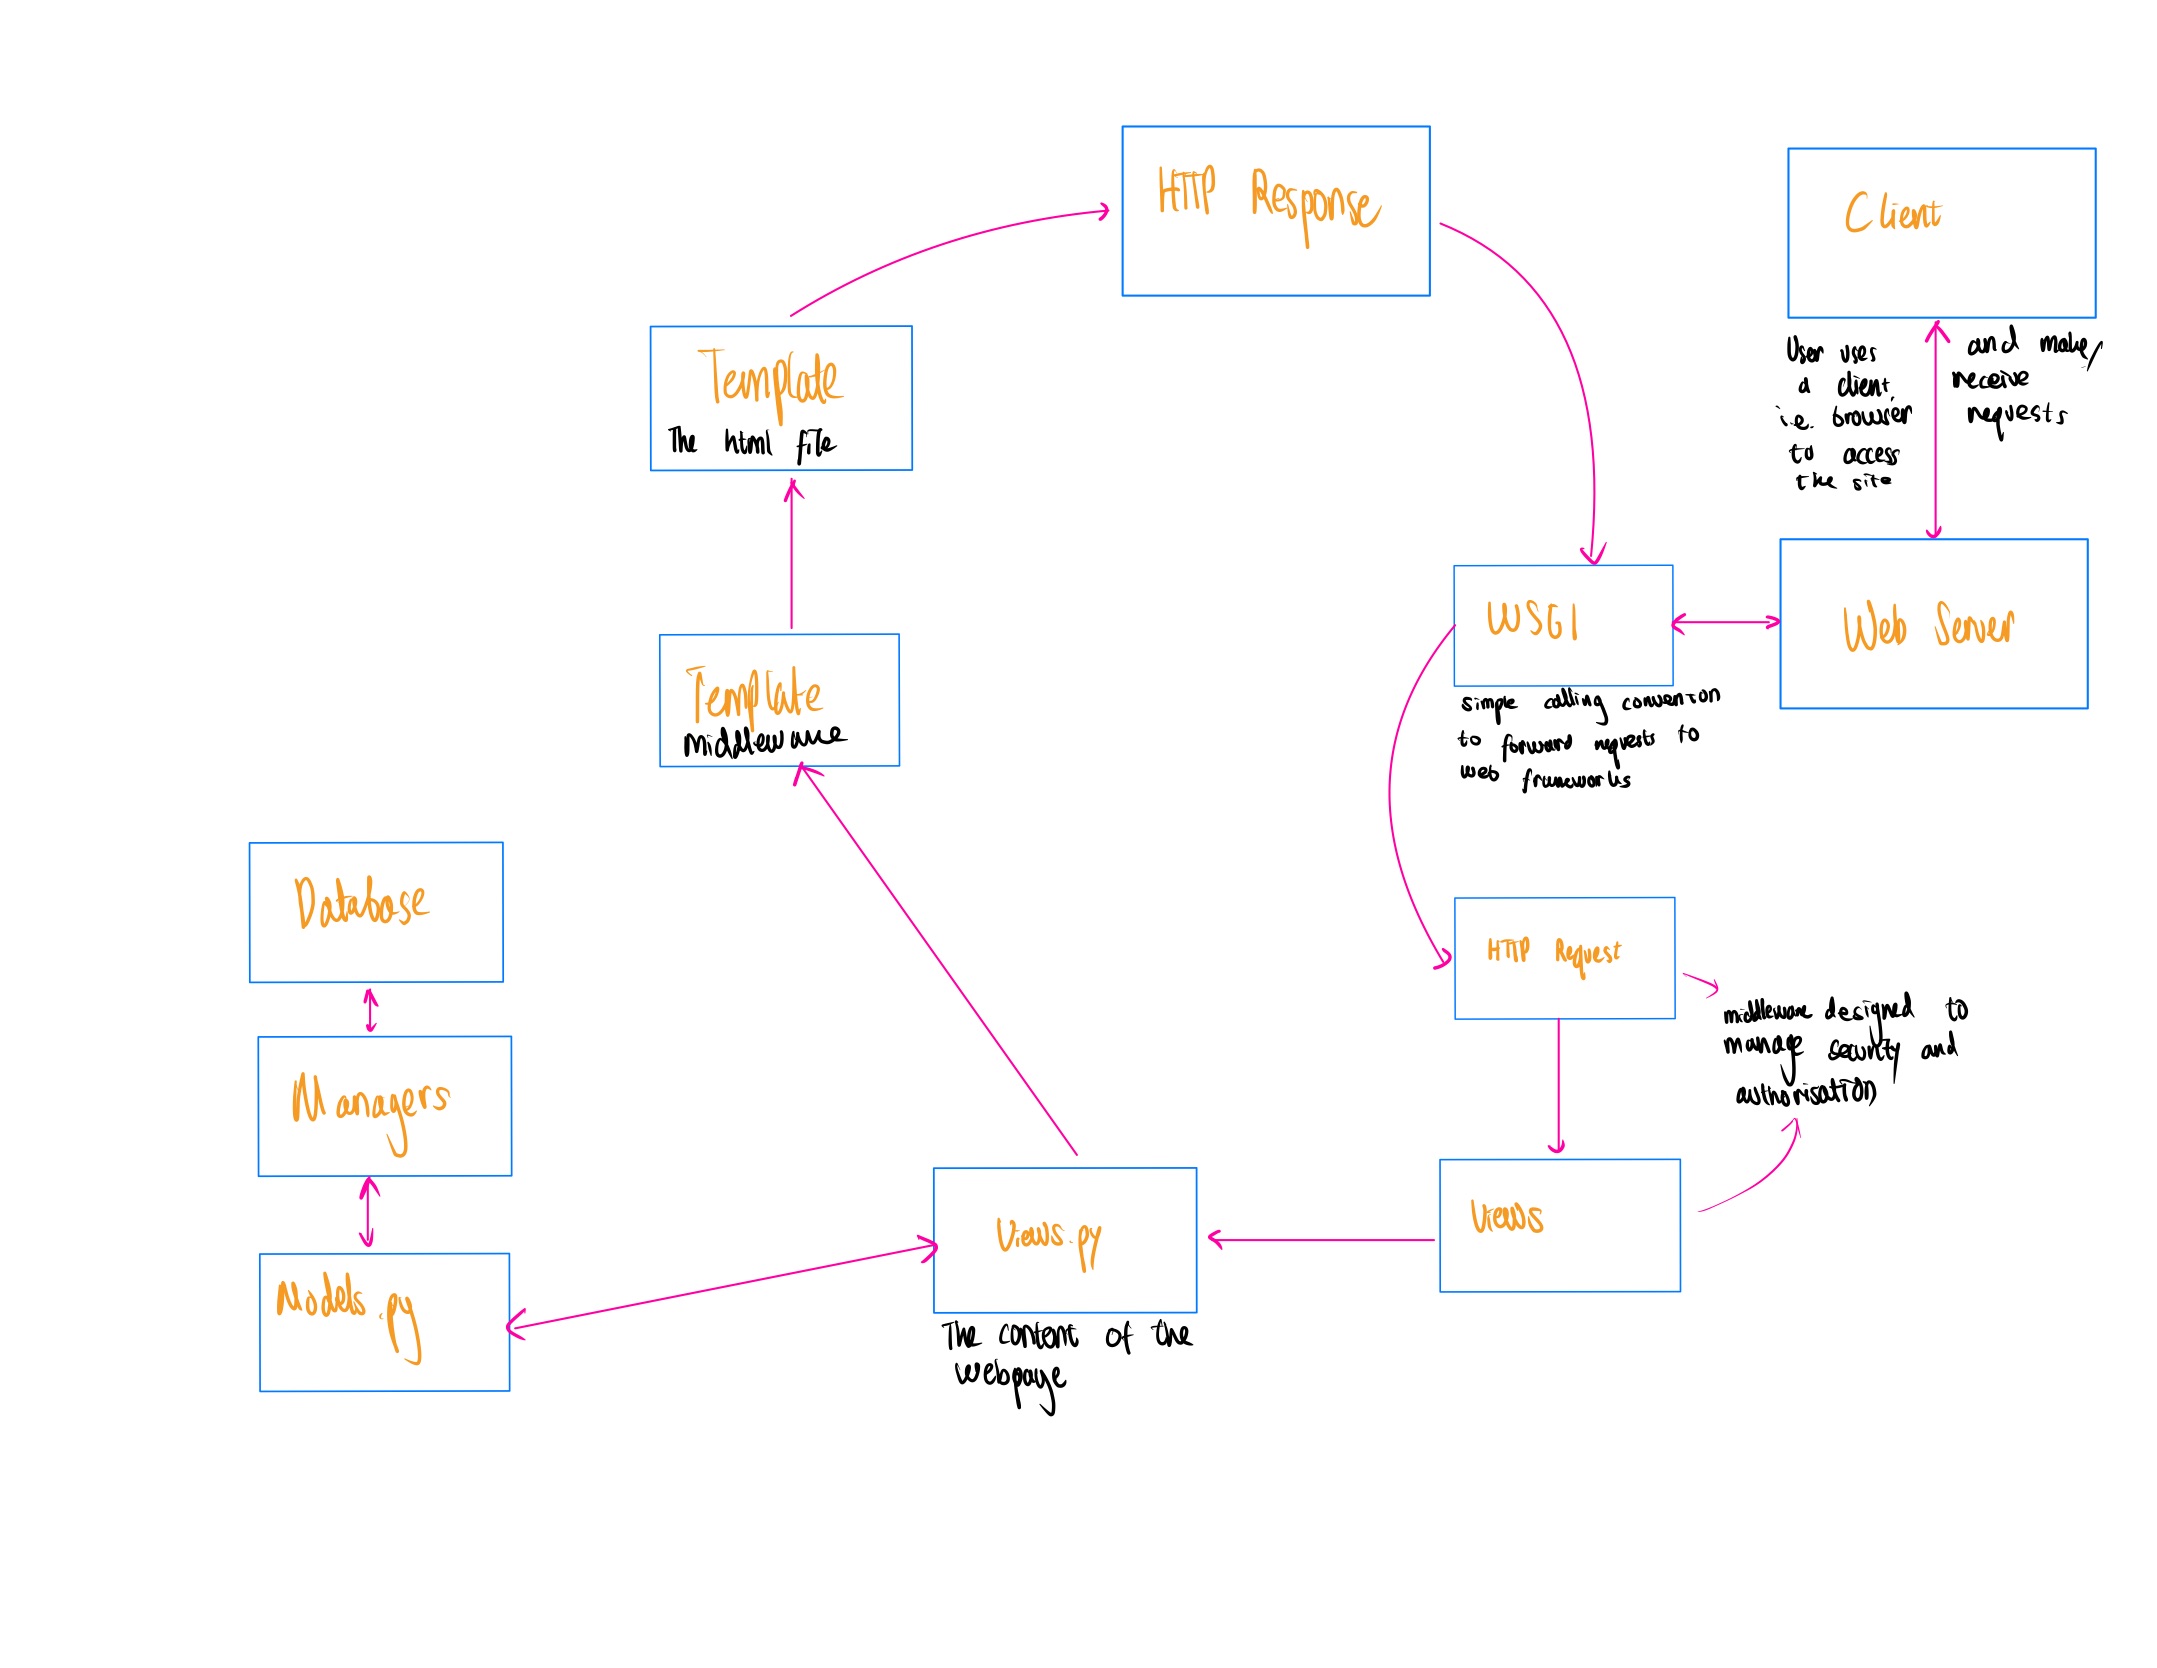 HTTP Response
Client
User uses
a client,
i.e. browser
to access
the site
and make/
receive
requests
Template
The html file
WSGI
simple calling convention
to forward requests to
web frameworks
Web Server
Template
middleware
Database
HTTP Request
middleware designed to
manage security and
authorisation
Managers
Views
Views.py
The content of the
webpage
Models.py